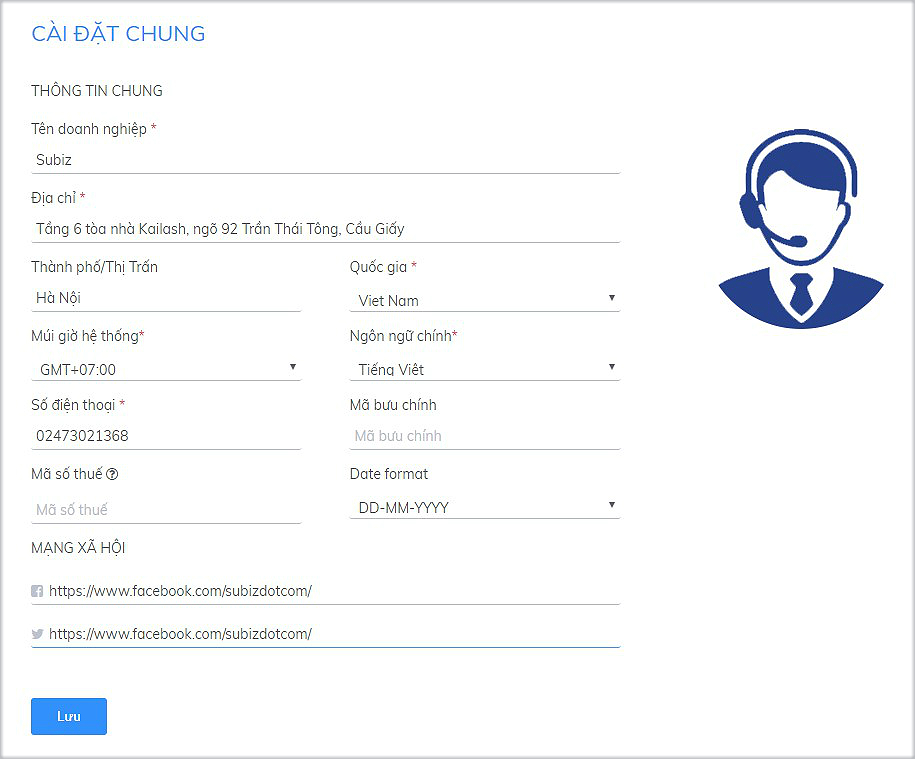 CÀI ĐẶT CHUNG
THÔNG TIN CHUNG
Tên doanh nghiệp *
Subiz
Địa chỉ *
Tầng 6 tòa nhà Kailash, ngõ 92 Trần Thái Tông, Cầu Giấy
Thành phố/Thị Trấn
Quốc gia *
Hà Nội
Viet Nam
Múi giờ hệ thống*
Ngôn ngữ chính*
GMT+07:00
Tiếng Việt
Số điện thoại *
Mã bưu chính
02473021368
Mã bưu chính
Mã số thuế
Date format
Mã số thuế
DD-MM-YYYY
MẠNG XÃ HỘI
https://www.facebook.com/subizdotcom/
https://www.facebook.com/subizdotcom/
Lưu